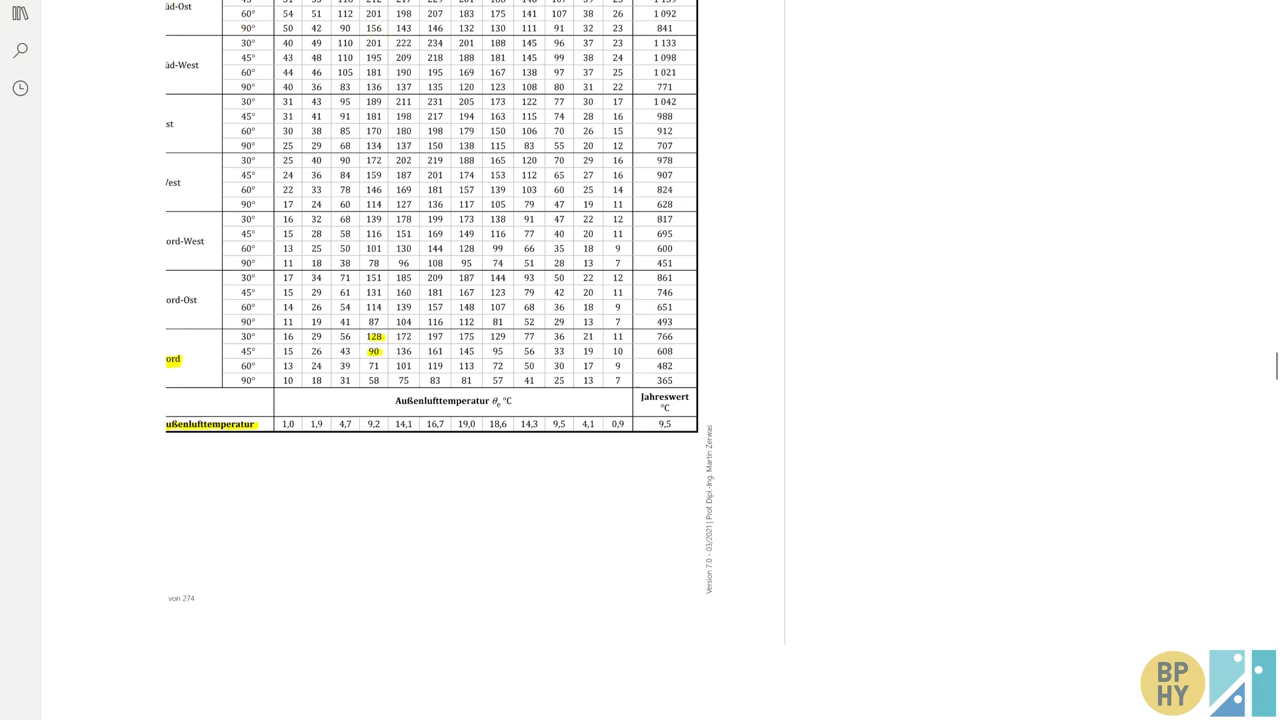 60° 54 51 112 201 198 207 183 175 141 107 38 26 1 092
90° 50 42 90 156 143 146 132 130 111 91 32 23 841
30° 40 49 110 201 222 234 201 188 145 96 37 23 1 133
üd-West 45° 43 48 110 195 209 218 188 181 145 99 38 24 1 098
60° 44 46 105 181 190 195 169 167 138 97 37 25 1 021
90° 40 36 83 136 137 135 120 123 108 80 31 22 771
30° 31 43 95 189 211 231 205 173 122 77 30 17 1 042
st 45° 31 41 91 181 198 217 194 163 115 74 28 16 988
60° 30 38 85 170 180 198 179 150 106 70 26 15 912
90° 25 29 68 134 137 150 138 115 83 55 20 12 707
30° 25 40 90 172 202 219 188 165 120 70 29 16 978
Vest 45° 24 36 84 159 187 201 174 153 112 65 27 16 907
60° 22 33 78 146 169 181 157 139 103 60 25 14 824
90° 17 24 60 114 127 136 117 105 79 47 19 11 628
30° 16 32 68 139 178 199 173 138 91 47 22 12 817
ord-West 45° 15 28 58 116 151 169 149 116 77 40 20 11 695
60° 13 25 50 101 130 144 128 99 66 35 18 9 600
90° 11 18 38 78 96 108 95 74 51 28 13 7 451
30° 17 34 71 151 185 209 187 144 93 50 22 12 861
ord-Ost 45° 15 29 61 131 160 181 167 123 79 42 20 11 746
60° 14 26 54 114 139 157 148 107 68 36 18 9 651
90° 11 19 41 87 104 116 112 81 52 29 13 7 493
30° 16 29 56 128 172 197 175 129 77 36 21 11 766
ord 45° 15 26 43 90 136 161 145 95 56 33 19 10 608
60° 13 24 39 71 101 119 113 72 50 30 17 9 482
90° 10 18 31 58 75 83 81 57 41 25 13 7 365
Außenlufttemperatur θe °C Jahreswert
°C
ußenlufttemperatur 1,0 1,9 4,7 9,2 14,1 16,7 19,0 18,6 14,3 9,5 4,1 0,9 9,5
Version 7.0 - 03/2021 | Prof. Dipl.-Ing. Martin Zerwas
von 274
BP
HY